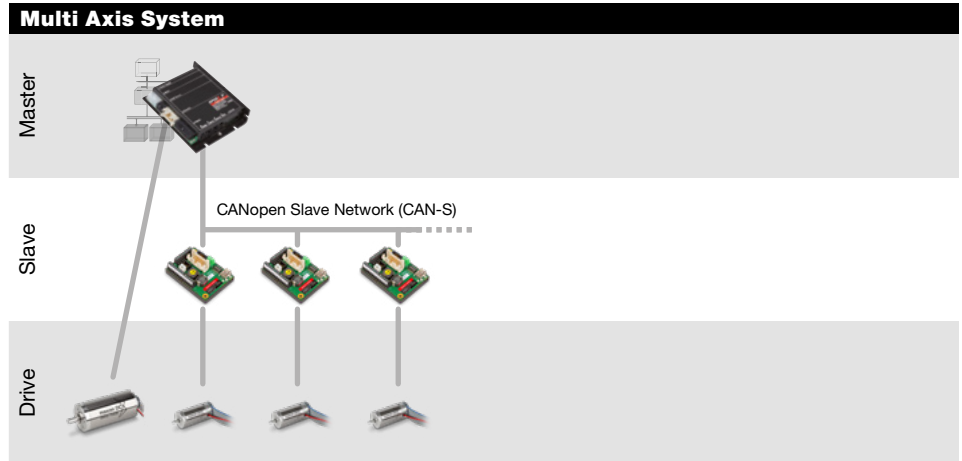 Multi Axis System
Master
CANopen Slave Network (CAN-S)
Slave
Drive